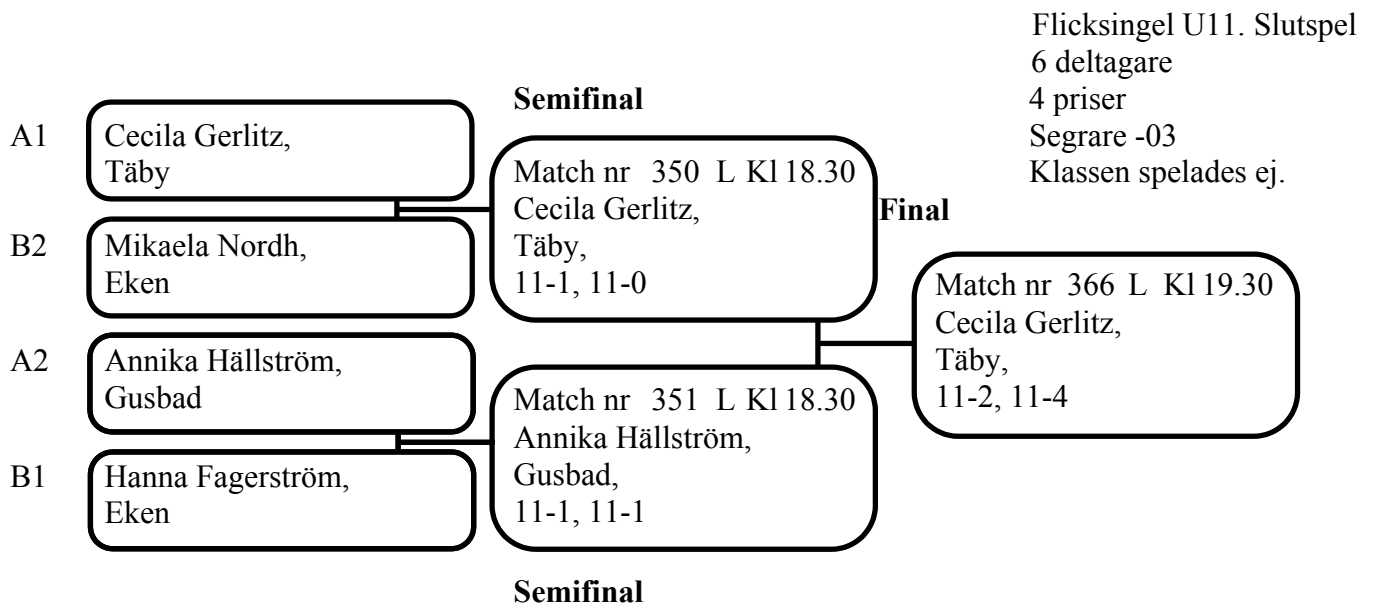 Flicksingel U11. Slutspel
6 deltagare
4 priser
Segrare -03
Klassen spelades ej.
Semifinal
A1
Cecila Gerlitz,
Täby
B2
Mikaela Nordh,
Eken
A2
Annika Hällström,
Gusbad
B1
Hanna Fagerström,
Eken
Match nr 350 L Kl 18.30
Cecila Gerlitz,
Täby,
11-1, 11-0
Match nr 351 L Kl 18.30
Annika Hällström,
Gusbad,
11-1, 11-1
Semifinal
Final
Match nr 366 L Kl 19.30
Cecila Gerlitz,
Täby,
11-2, 11-4